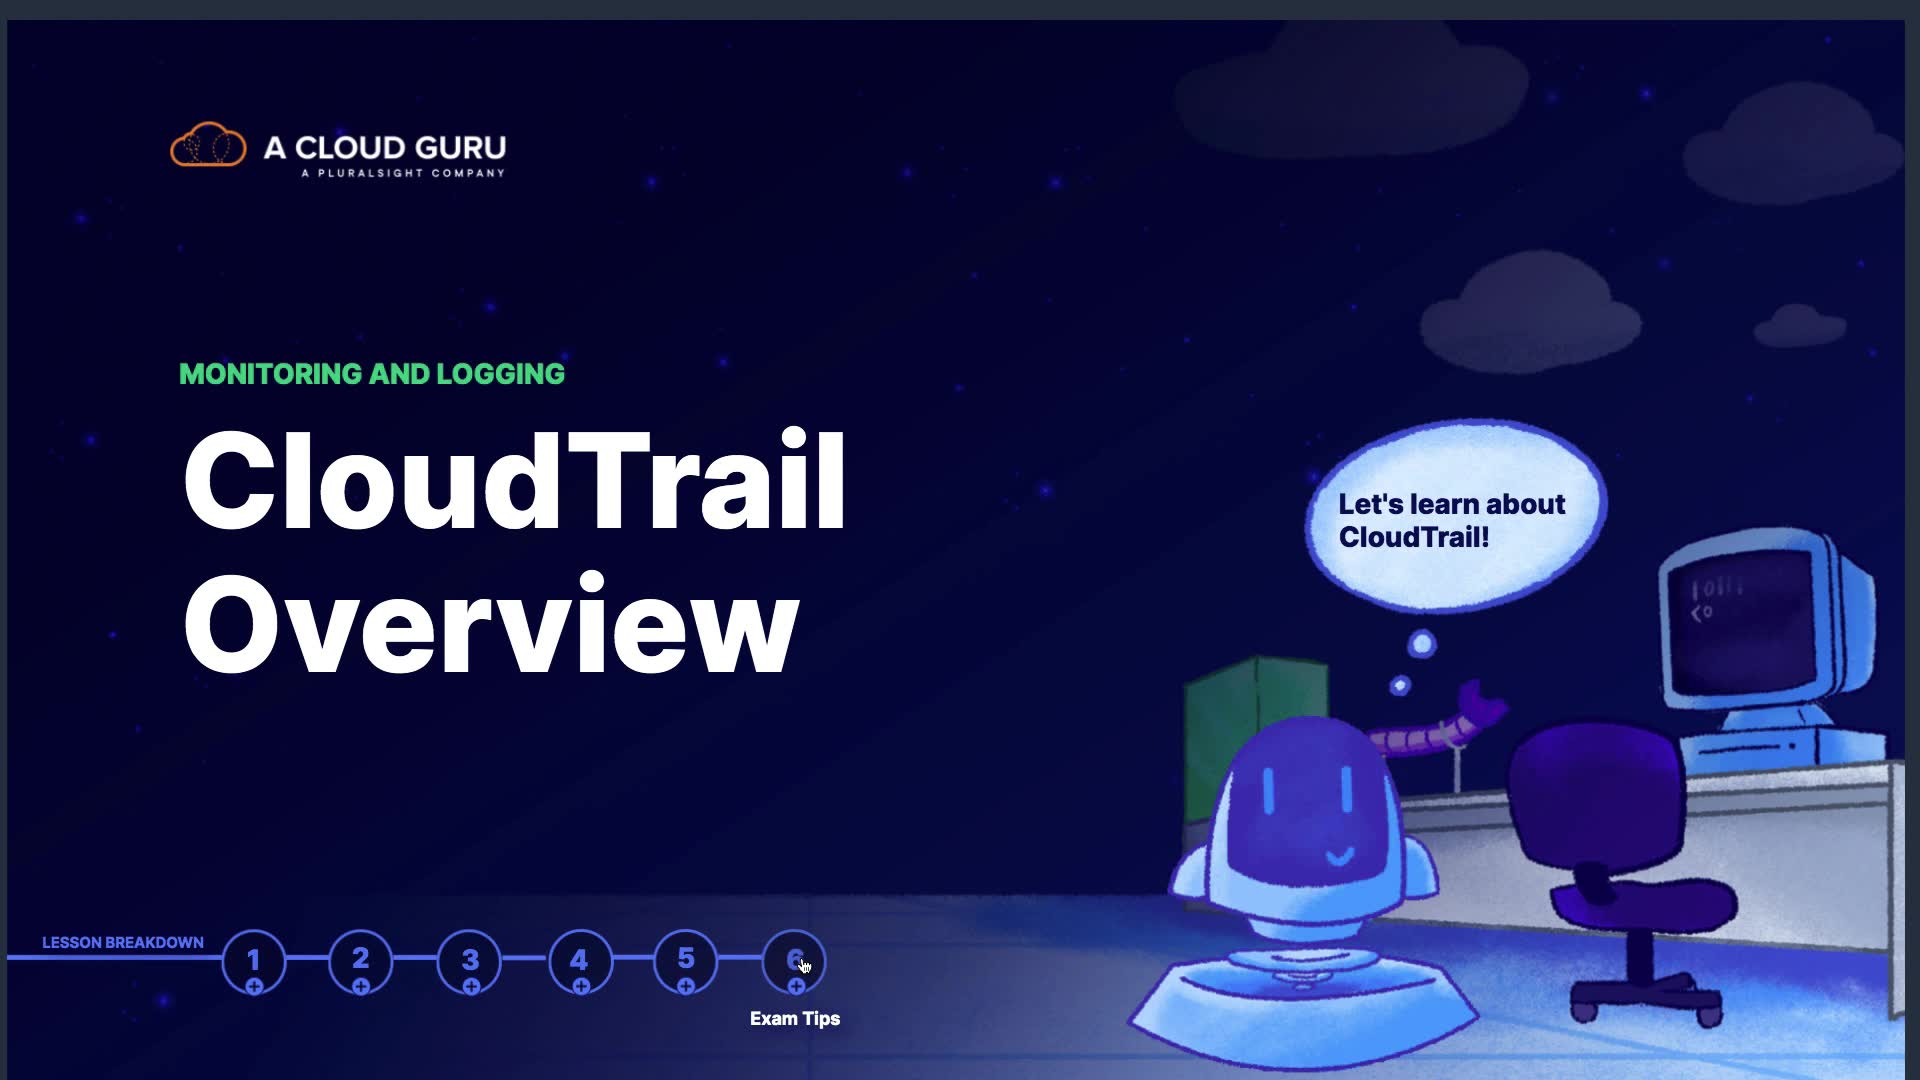 A CLOUD GURU
A PLURALSIGHT COMPANY
MONITORING AND LOGGING
CloudTrail
Overview
Let's learn about
CloudTrail!
LESSON BREAKDOWN
1
2
3
4
5
6
Exam Tips